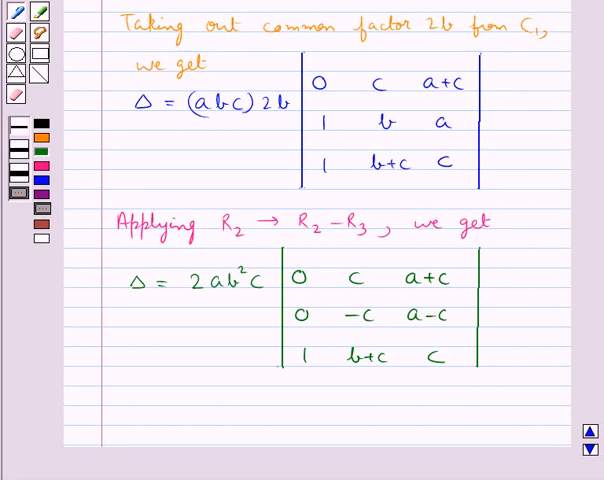 Taking out common factor 2b from C₁,
we get
Δ = (abc) 2b | 0 c a+c |
| 1 b a |
| 1 b+c c |
Applying R₂ → R₂ – R₃, we get
Δ = 2ab²c | 0 c a+c |
| 0 –c a–c |
| 1 b+c c |